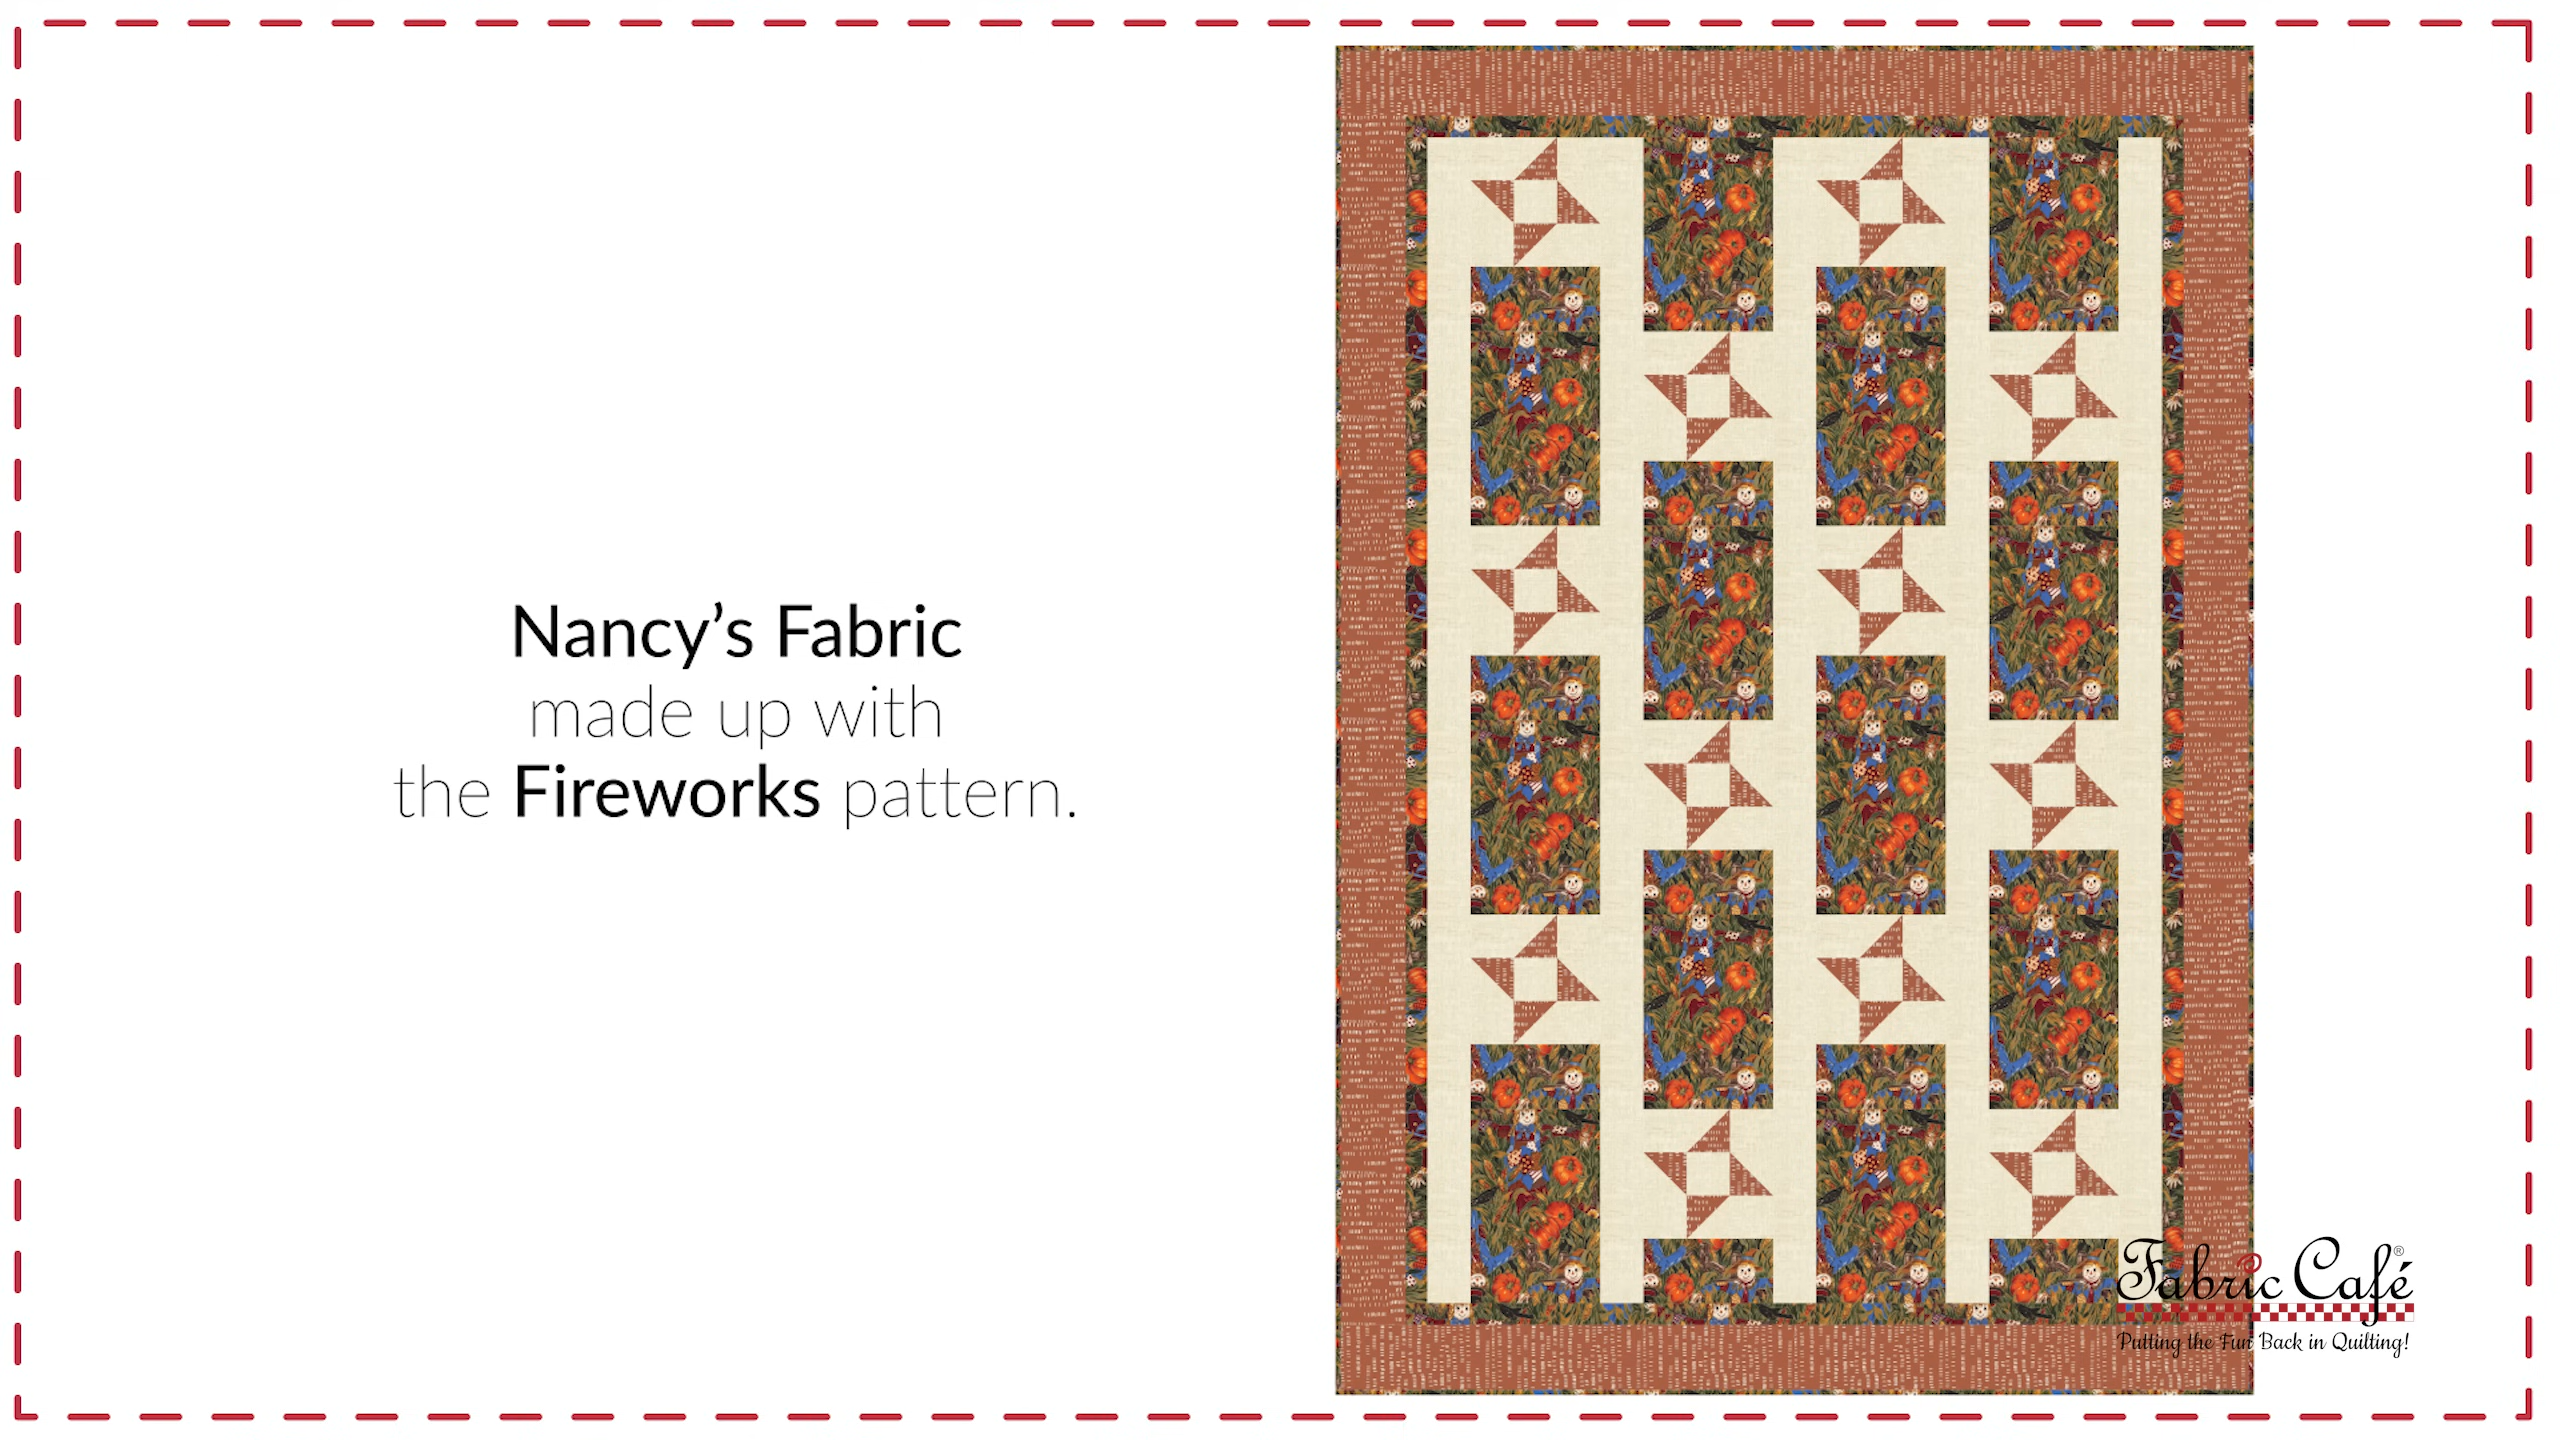 Nancy’s Fabric
made up with
the Fireworks pattern.
Fabric Café®
Putting the Fun Back in Quilting!